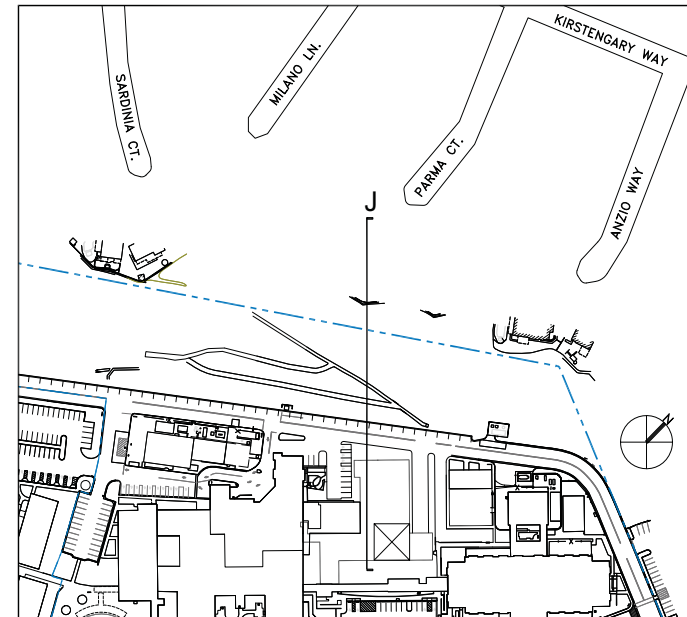 KIRSTENGARY WAY
SARDINIA CT.
MILANO LN.
PARMA CT.
ANZIO WAY
J
N